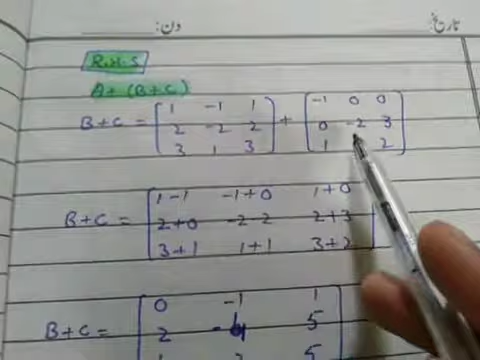 دن: تاریخ:
R.H.S
A+(B+C)
B+C = [1 -1 1 + [-1 0 0
2 -2 2 0 -2 3
3 1 3] 1 2]
B+C = [1-1 -1+0 1+0
2+0 -2-2 2+3
3+1 1+1 3+2]
B+C = [0 -1 1
2 -4 5
5